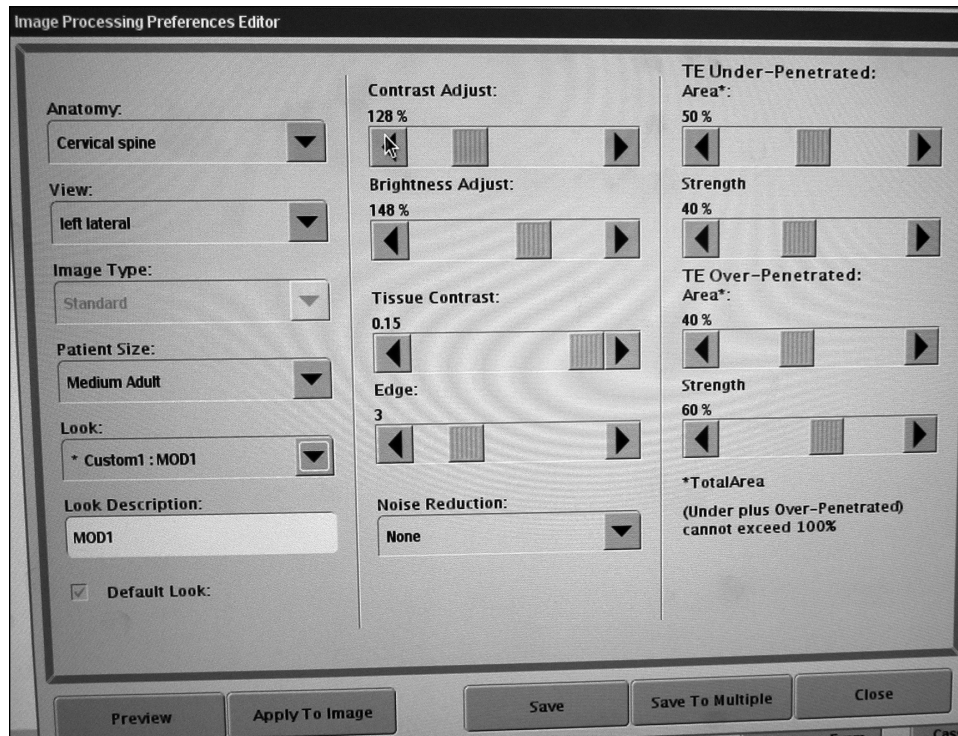 Image Processing Preferences Editor
Anatomy:
Cervical spine
View:
left lateral
Image Type:
Standard
Patient Size:
Medium Adult
Look:
* Custom1 : MOD1
Look Description:
MOD1
Default Look:
Contrast Adjust:
128 %
Brightness Adjust:
148 %
Tissue Contrast:
0.15
Edge:
3
Noise Reduction:
None
TE Under-Penetrated:
Area*:
50 %
Strength
40 %
TE Over-Penetrated:
Area*:
40 %
Strength
60 %
*TotalArea
(Under plus Over-Penetrated)
cannot exceed 100%
Preview
Apply To Image
Save
Save To Multiple
Close